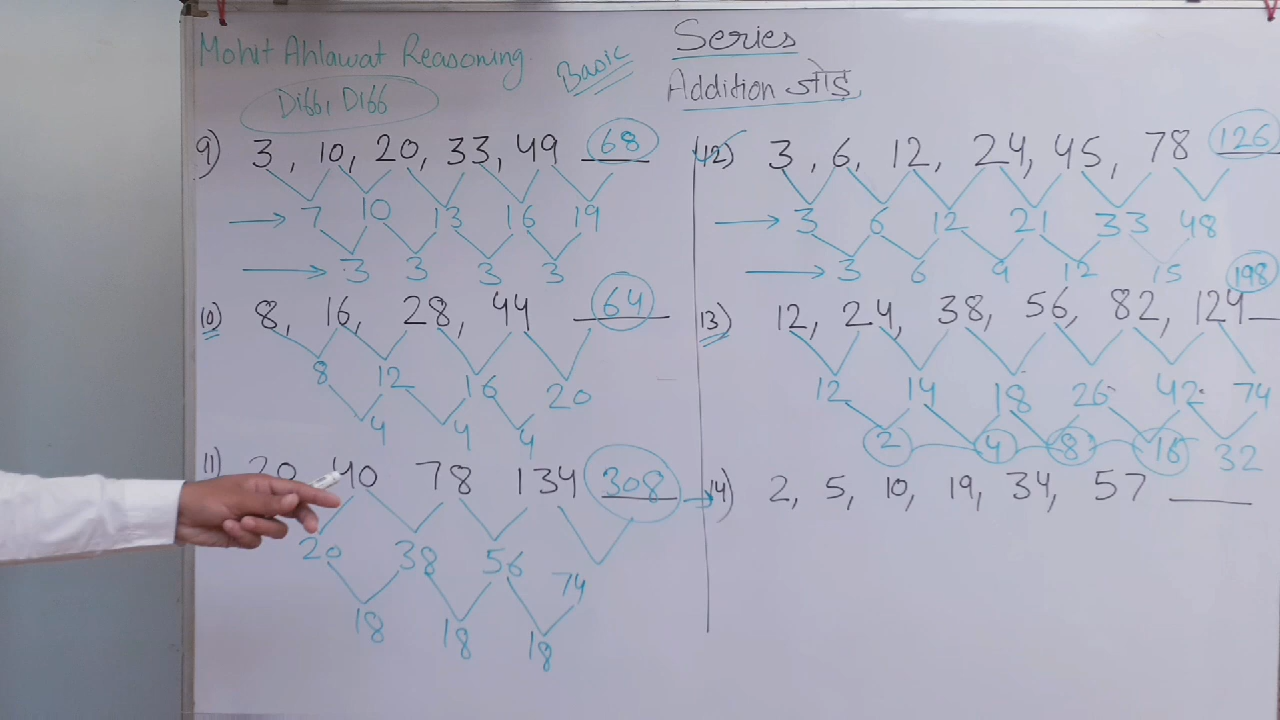 Mohit Ahlawat Reasoning
Basic
Series
Diff, Diff
Addition जोड़
9) 3, 10, 20, 33, 49 68
7 10 13 16 19
3 3 3 3
10) 8, 16, 28, 44 64
8 12 16 20
4 4 4
11) 20 40 78 134 308
20 38 56 74
18 18 18
12) 3, 6, 12, 24, 45, 78 126
3 6 12 21 33 48
3 6 9 12 15
198
13) 12, 24, 38, 56, 82, 124
12 14 18 26 42 74
2 4 8 16 32
14) 2, 5, 10, 19, 34, 57